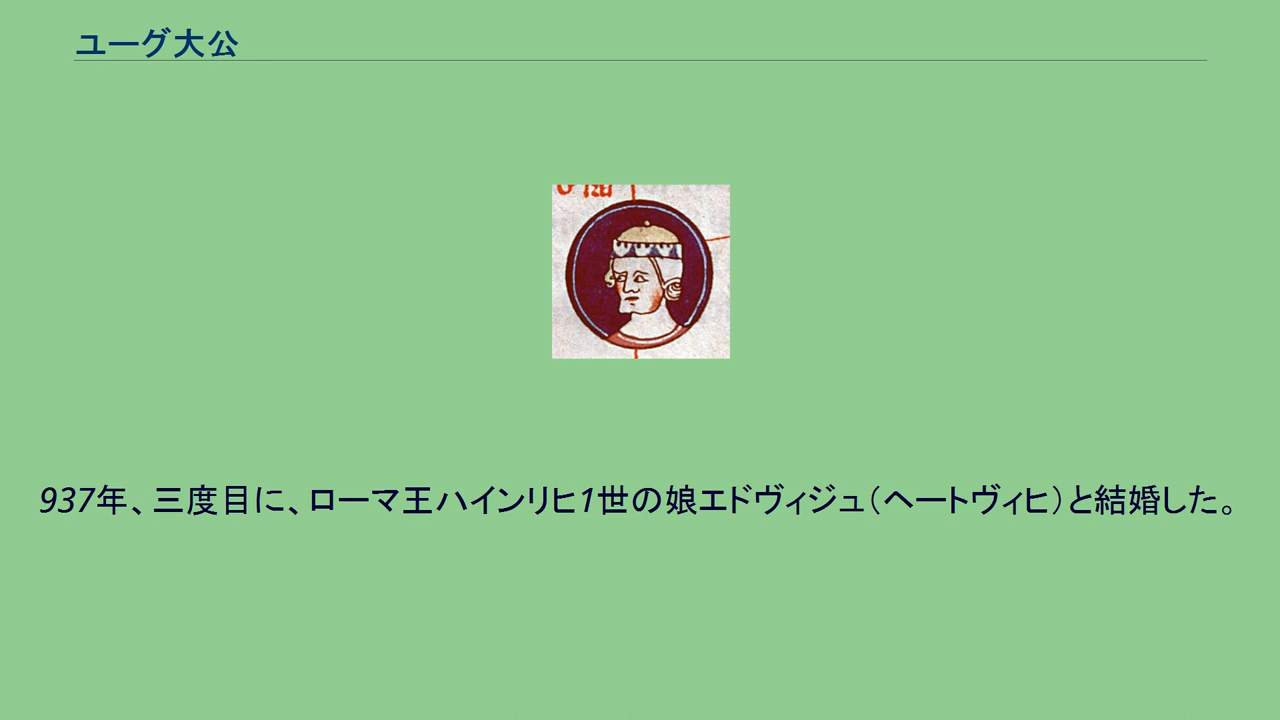 ユーグ大公
937年、三度目に、ローマ王ハインリヒ1世の娘エドヴィジュ（ヘートヴィヒ）と結婚した。